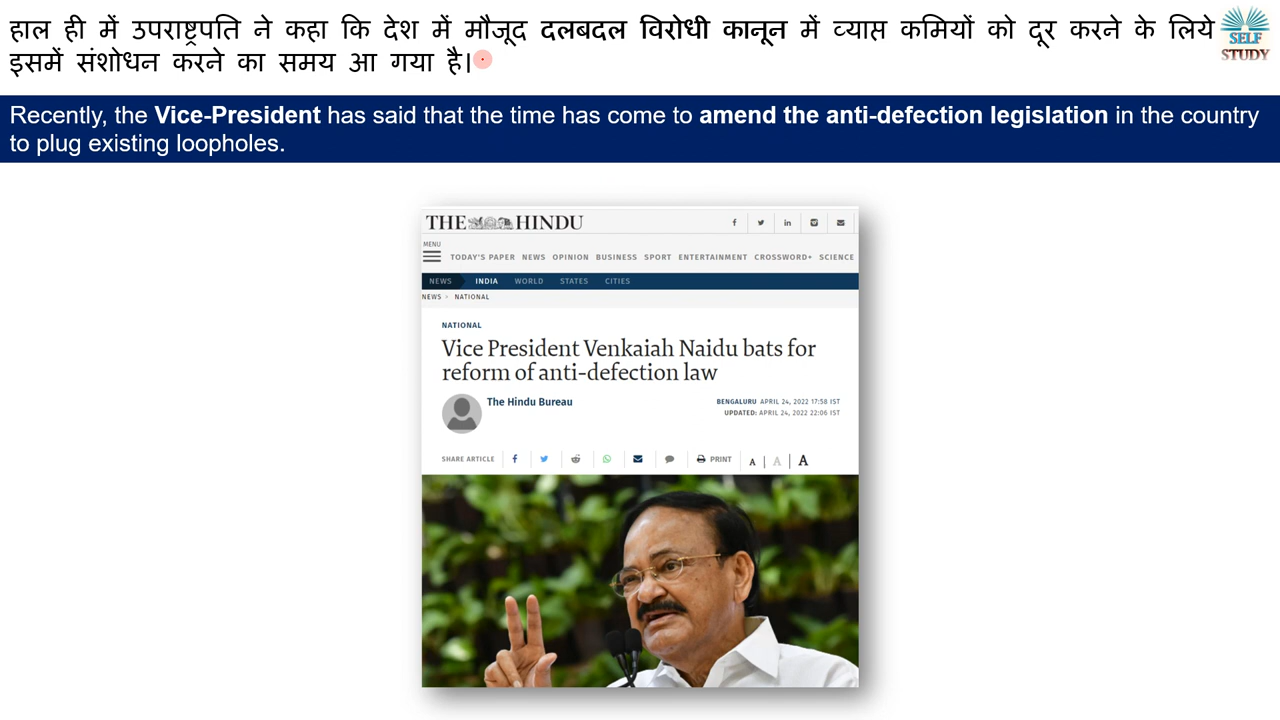 हाल ही में उपराष्ट्रपति ने कहा कि देश में मौजूद दलबदल विरोधी कानून में व्याप्त कमियों को दूर करने के लिये
इसमें संशोधन करने का समय आ गया है।
SELF
STUDY
Recently, the Vice-President has said that the time has come to amend the anti-defection legislation in the country
to plug existing loopholes.
THE HINDU
MENU
TODAY'S PAPER NEWS OPINION BUSINESS SPORT ENTERTAINMENT CROSSWORD+ SCIENCE
NEWS INDIA WORLD STATES CITIES
NEWS > NATIONAL
NATIONAL
Vice President Venkaiah Naidu bats for
reform of anti-defection law
The Hindu Bureau
BENGALURU APRIL 24, 2022 17:58 IST
UPDATED: APRIL 24, 2022 22:06 IST
SHARE ARTICLE PRINT A A A